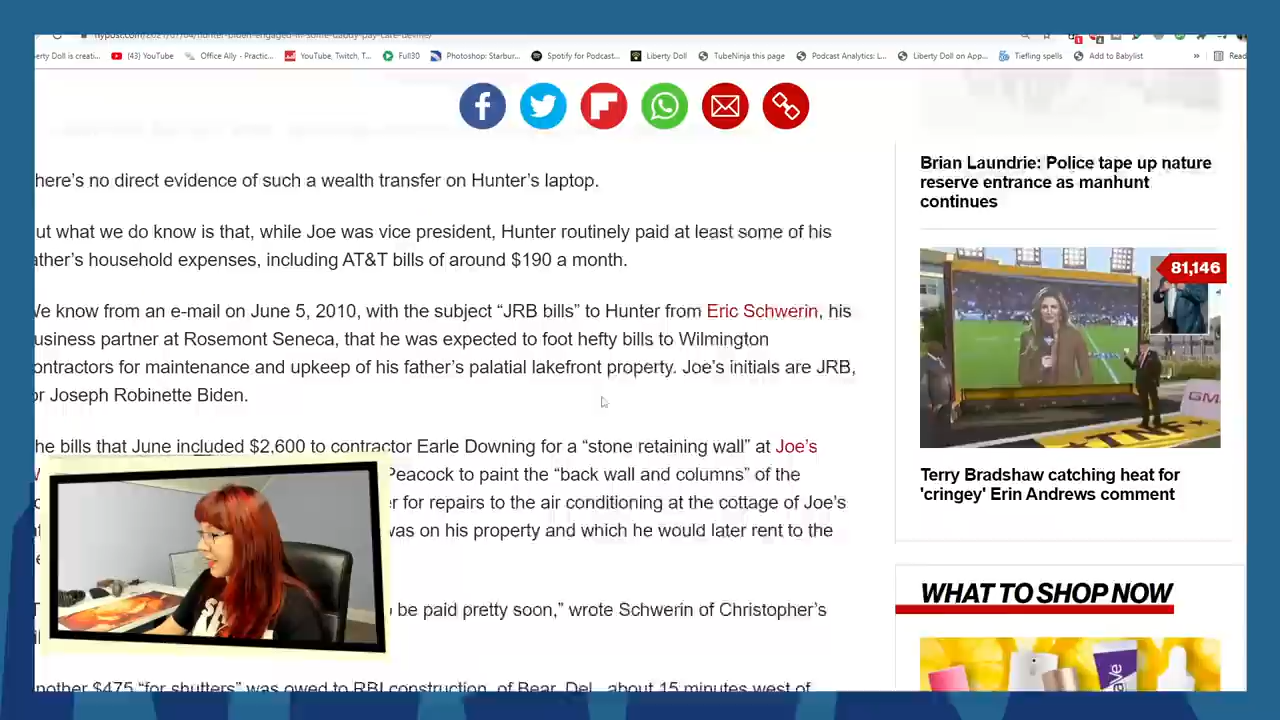 nypost.com/2021/07/04/hunter-biden-engaged-in-some-daddy-pay-care-devine/
Liberty Doll is creati...
(43) YouTube
Office Ally - Practic...
YouTube, Twitch, T...
Full30
Photoshop: Starbur...
Spotify for Podcast...
Liberty Doll
TubeNinja this page
Podcast Analytics: L...
Liberty Doll on App...
Tiefling spells
Add to Babylist
»
Read
here's no direct evidence of such a wealth transfer on Hunter's laptop.
ut what we do know is that, while Joe was vice president, Hunter routinely paid at least some of his
ather's household expenses, including AT&T bills of around $190 a month.
We know from an e-mail on June 5, 2010, with the subject “JRB bills” to Hunter from Eric Schwerin, his
usiness partner at Rosemont Seneca, that he was expected to foot hefty bills to Wilmington
ontractors for maintenance and upkeep of his father's palatial lakefront property. Joe's initials are JRB,
or Joseph Robinette Biden.
he bills that June included $2,600 to contractor Earle Downing for a “stone retaining wall” at Joe's
Peacock to paint the “back wall and columns” of the
er for repairs to the air conditioning at the cottage of Joe's
was on his property and which he would later rent to the
be paid pretty soon,” wrote Schwerin of Christopher's
nother $475 “for shutters” was owed to RBI construction, of Bear, Del., about 15 minutes west of
Brian Laundrie: Police tape up nature
reserve entrance as manhunt
continues
81,146
GM
Terry Bradshaw catching heat for
'cringey' Erin Andrews comment
WHAT TO SHOP NOW